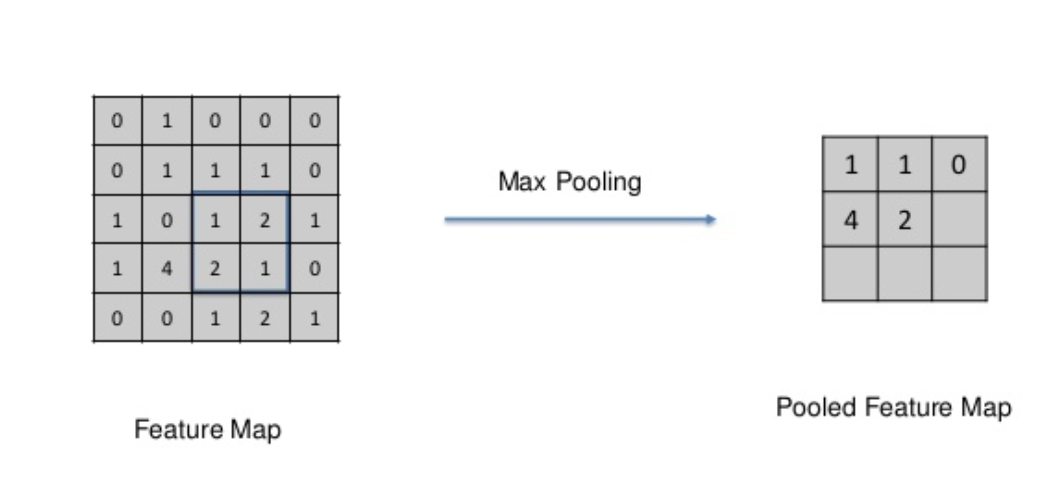 0 1 0 0 0
0 1 1 1 0
1 0 1 2 1
1 4 2 1 0
0 0 1 2 1
Feature Map
Max Pooling
1 1 0
4 2
Pooled Feature Map